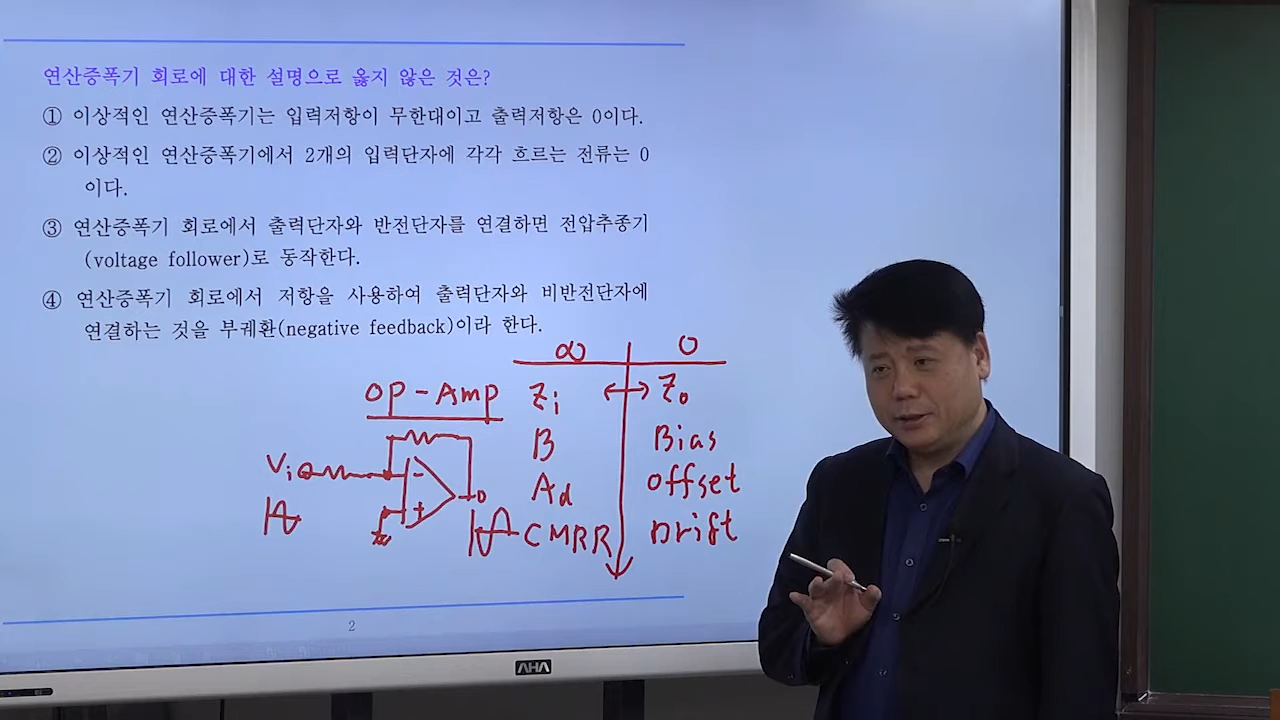 연산증폭기 회로에 대한 설명으로 옳지 않은 것은?
① 이상적인 연산증폭기는 입력저항이 무한대이고 출력저항은 0이다.
② 이상적인 연산증폭기에서 2개의 입력단자에 각각 흐르는 전류는 0
이다.
③ 연산증폭기 회로에서 출력단자와 반전단자를 연결하면 전압추종기
(voltage follower)로 동작한다.
④ 연산증폭기 회로에서 저항을 사용하여 출력단자와 비반전단자에
연결하는 것을 부궤환(negative feedback)이라 한다.
∞ 0
OP-Amp Zi Zo
B Bias
Vi - Ad offset
+ CMRR Drift
2
AHA